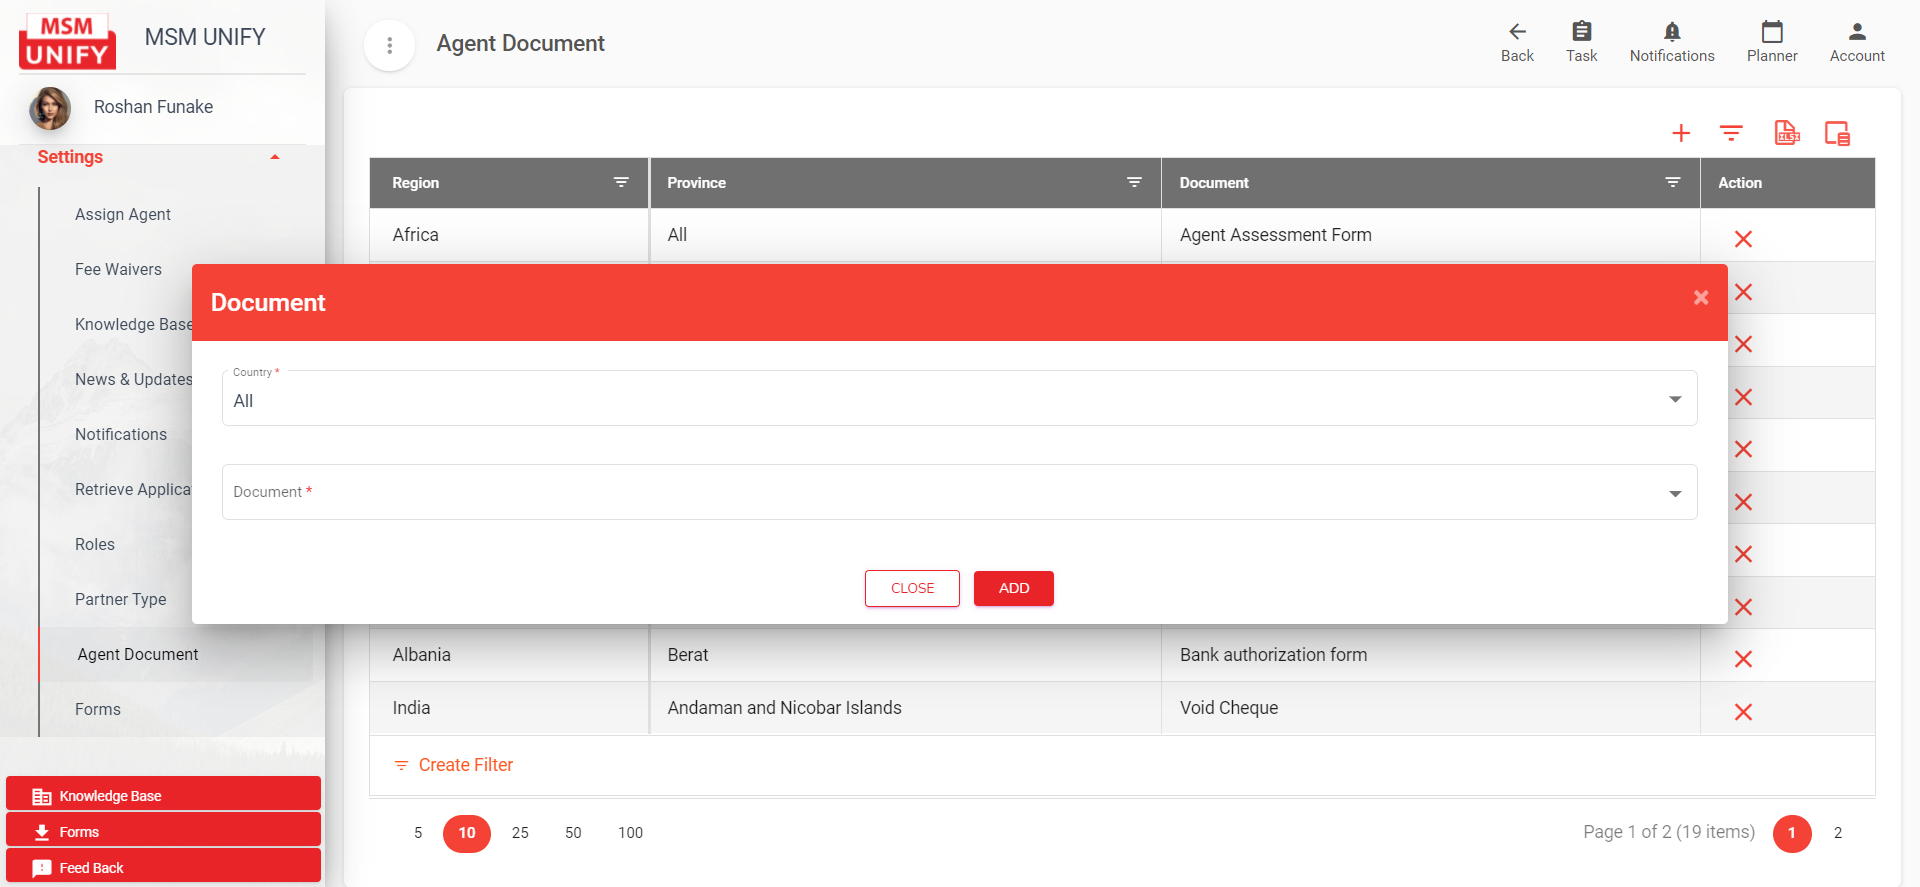 MSM
UNIFY
MSM UNIFY
Roshan Funake
Settings
Assign Agent
Fee Waivers
Knowledge Base
News & Updates
Notifications
Retrieve Applica
Roles
Partner Type
Agent Document
Forms
Knowledge Base
Forms
Feed Back
Agent Document
Back
Task
Notifications
Planner
Account
Region Province Document Action
Africa All Agent Assessment Form
Document
Country *
All
Document *
CLOSE ADD
Albania Berat Bank authorization form
India Andaman and Nicobar Islands Void Cheque
Create Filter
5 10 25 50 100
Page 1 of 2 (19 items) 1 2